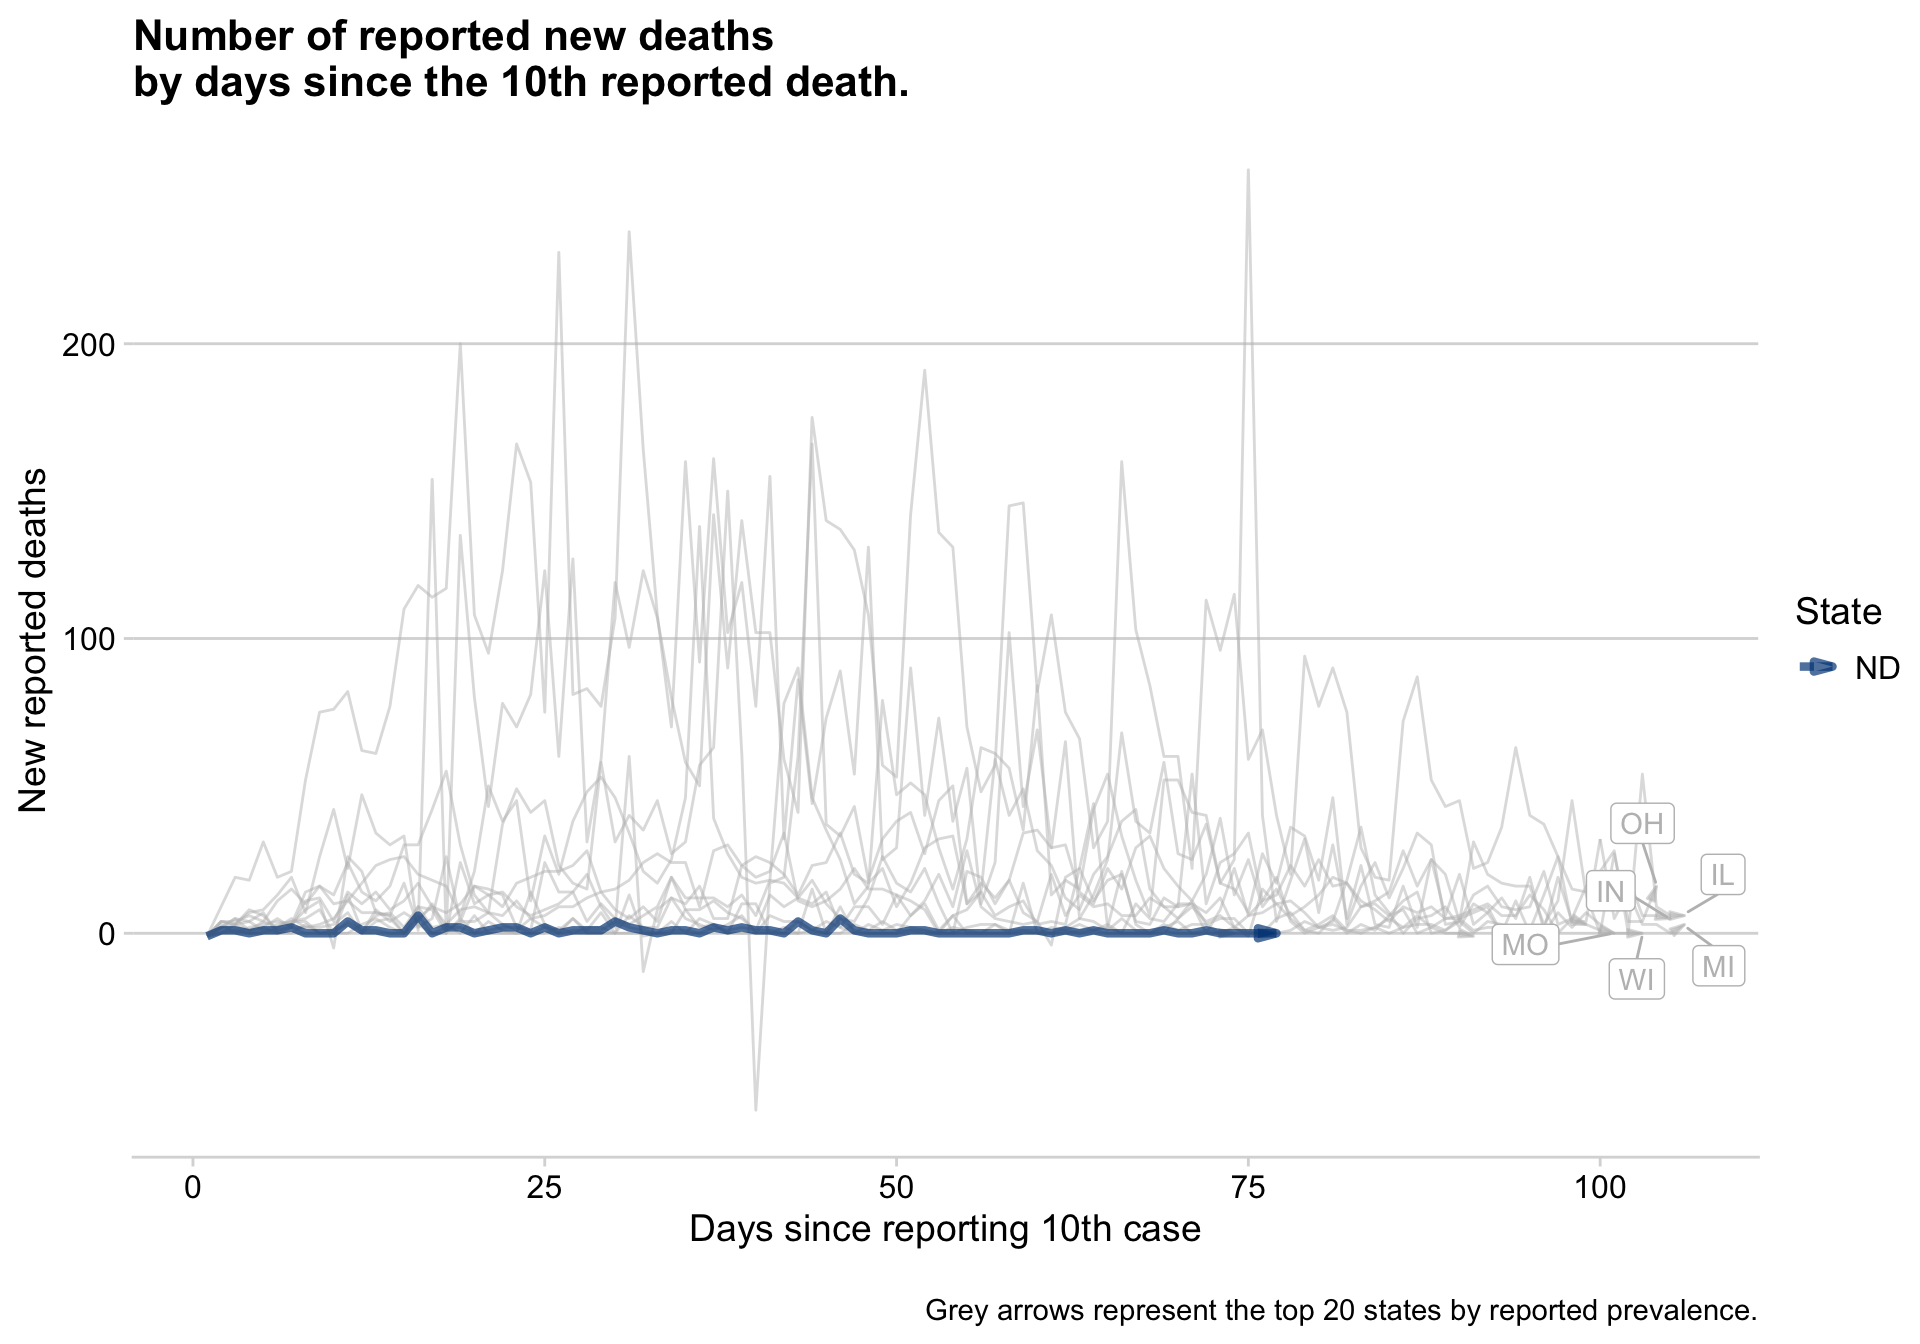 Number of reported new deaths
by days since the 10th reported death.
New reported deaths
200
100
0
0
25
50
75
100
Days since reporting 10th case
OH
IL
IN
MO
WI
MI
State
ND
Grey arrows represent the top 20 states by reported prevalence.